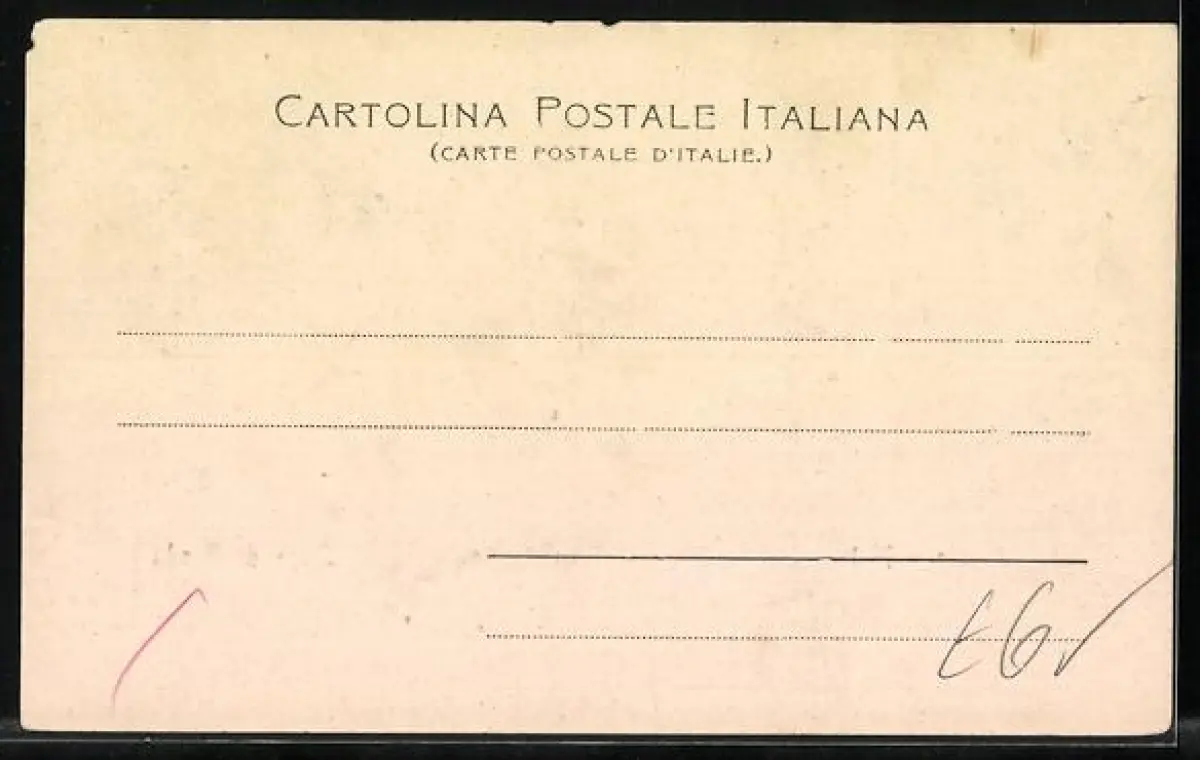 CARTOLINA POSTALE ITALIANA
(CARTE POSTALE D'ITALIE.)